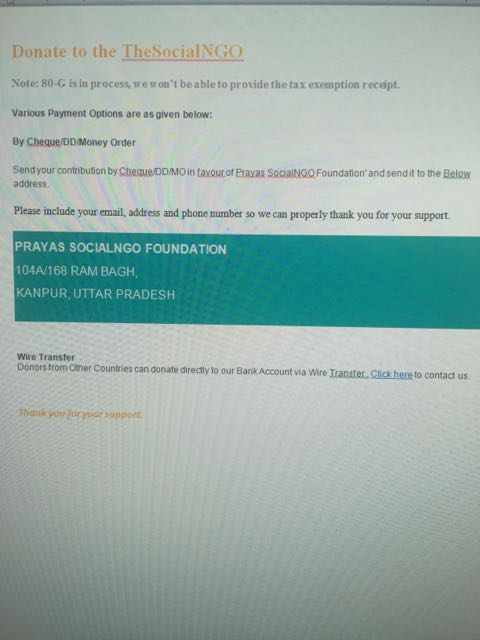 Donate to the TheSocialNGO
Note: 80-G is in process, we won't be able to provide the tax exemption receipt.
Various Payment Options are as given below:
By Cheque/DD/Money Order
Send your contribution by Cheque/DD/MO in favour of Prayas SocialNGO Foundation' and send it to the Below
address.
Please include your email, address and phone number so we can properly thank you for your support.
PRAYAS SOCIALNGO FOUNDATION
104A/168 RAM BAGH,
KANPUR, UTTAR PRADESH
Wire Transfer
Donors from Other Countries can donate directly to our Bank Account via Wire Transfer. Click here to contact us.
Thank you for your support.